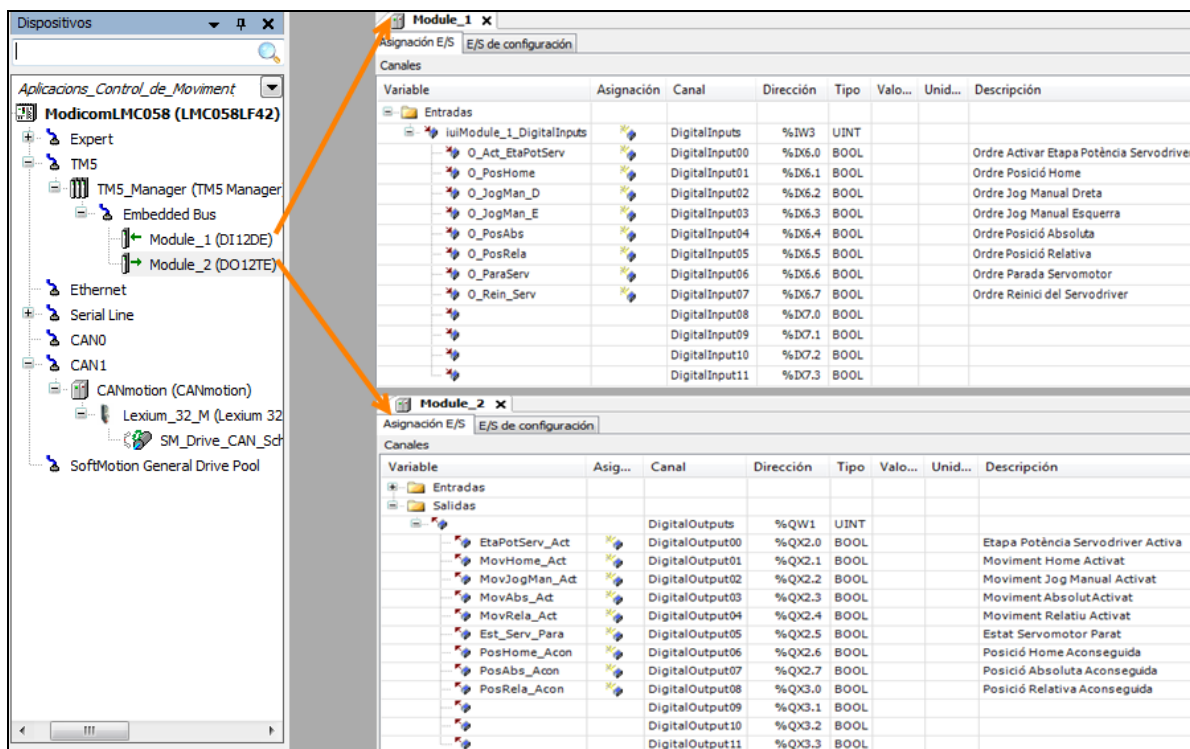 Dispositivos
Aplicacions_Control_de_Moviment
ModicomLMC058 (LMC058LF42)
Expert
TM5
TM5_Manager (TM5 Manager
Embedded Bus
Module_1 (DI12DE)
Module_2 (DO12TE)
Ethernet
Serial Line
CAN0
CAN1
CANmotion (CANmotion)
Lexium_32_M (Lexium 32
SM_Drive_CAN_Sch
SoftMotion General Drive Pool
Module_1
Asignación E/S E/S de configuración
Canales
Variable Asignación Canal Dirección Tipo Valo... Unid... Descripción
Entradas
iuiModule_1_DigitalInputs DigitalInputs %IW3 UINT
O_Act_EtaPotServ DigitalInput00 %IX6.0 BOOL Ordre Activar Etapa Potència Servodriver
O_PosHome DigitalInput01 %IX6.1 BOOL Ordre Posició Home
O_JogMan_D DigitalInput02 %IX6.2 BOOL Ordre Jog Manual Dreta
O_JogMan_E DigitalInput03 %IX6.3 BOOL Ordre Jog Manual Esquerra
O_PosAbs DigitalInput04 %IX6.4 BOOL Ordre Posició Absoluta
O_PosRela DigitalInput05 %IX6.5 BOOL Ordre Posició Relativa
O_ParaServ DigitalInput06 %IX6.6 BOOL Ordre Parada Servomotor
O_Rein_Serv DigitalInput07 %IX6.7 BOOL Ordre Reinici del Servodriver
DigitalInput08 %IX7.0 BOOL
DigitalInput09 %IX7.1 BOOL
DigitalInput10 %IX7.2 BOOL
DigitalInput11 %IX7.3 BOOL
Module_2
Asignación E/S E/S de configuración
Canales
Variable Asig... Canal Dirección Tipo Valo... Unid... Descripción
Entradas
Salidas
DigitalOutputs %QW1 UINT
EtaPotServ_Act DigitalOutput00 %QX2.0 BOOL Etapa Potència Servodriver Activa
MovHome_Act DigitalOutput01 %QX2.1 BOOL Moviment Home Activat
MovJogMan_Act DigitalOutput02 %QX2.2 BOOL Moviment Jog Manual Activat
MovAbs_Act DigitalOutput03 %QX2.3 BOOL Moviment Absolut Activat
MovRela_Act DigitalOutput04 %QX2.4 BOOL Moviment Relatiu Activat
Est_Serv_Para DigitalOutput05 %QX2.5 BOOL Estat Servomotor Parat
PosHome_Acon DigitalOutput06 %QX2.6 BOOL Posició Home Aconseguida
PosAbs_Acon DigitalOutput07 %QX2.7 BOOL Posició Absoluta Aconseguida
PosRela_Acon DigitalOutput08 %QX3.0 BOOL Posició Relativa Aconseguida
DigitalOutput09 %QX3.1 BOOL
DigitalOutput10 %QX3.2 BOOL
DigitalOutput11 %QX3.3 BOOL